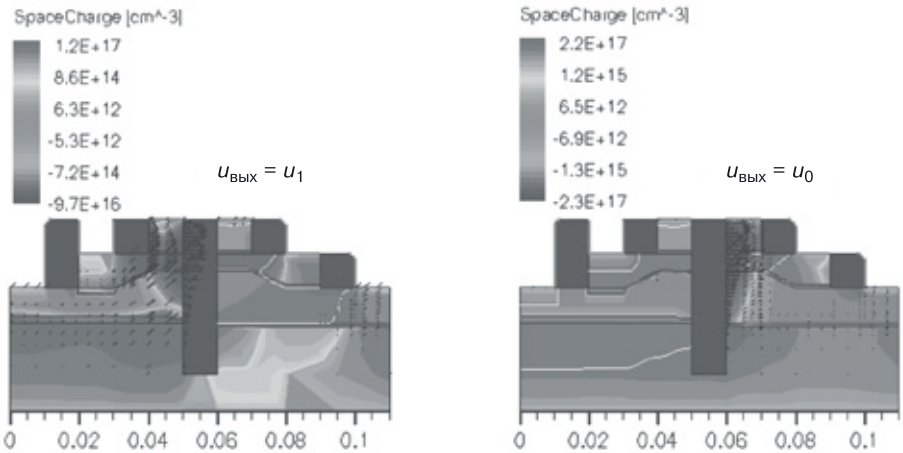 SpaceCharge [cm^-3]
1.2E+17
8.6E+14
6.3E+12
-5.3E+12
-7.2E+14
-9.7E+16
uвых = u1
0 0.02 0.04 0.06 0.08 0.1
SpaceCharge [cm^-3]
2.2E+17
1.2E+15
6.5E+12
-6.9E+12
-1.3E+15
-2.3E+17
uвых = u0
0 0.02 0.04 0.06 0.08 0.1